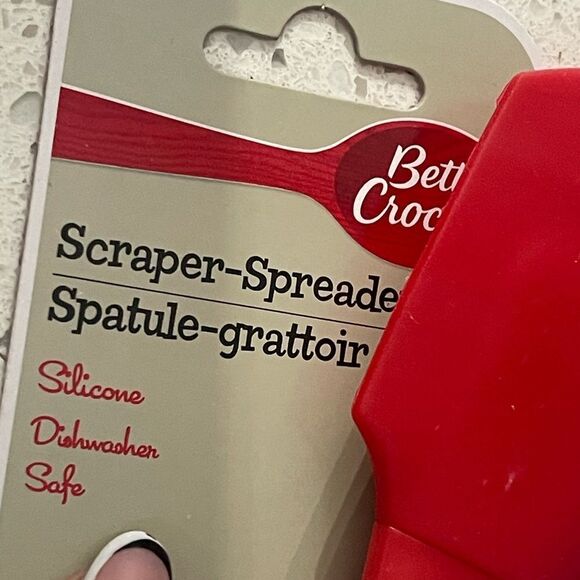 Bett
Croc
Scraper-Spreade
Spatule-grattoir
Silicone
Dishwasher
Safe